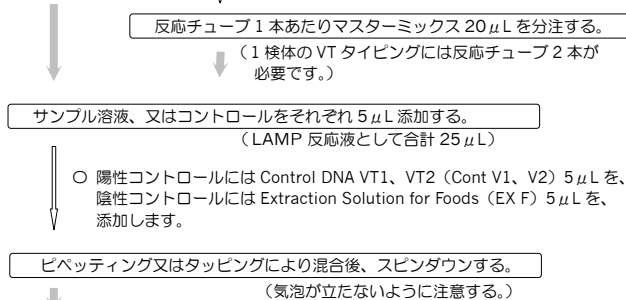 反応チューブ1本あたりマスターミックス 20μL を分注する。
(1検体の VT タイピングには反応チューブ2本が
必要です。)
サンプル溶液、又はコントロールをそれぞれ 5μL 添加する。
(LAMP 反応液として合計 25μL)
○ 陽性コントロールには Control DNA VT1、VT2(Cont V1、V2)5μL を、
陰性コントロールには Extraction Solution for Foods(EX F)5μL を、
添加します。
ピペッティング又はタッピングにより混合後、スピンダウンする。
(気泡が立たないように注意する。)